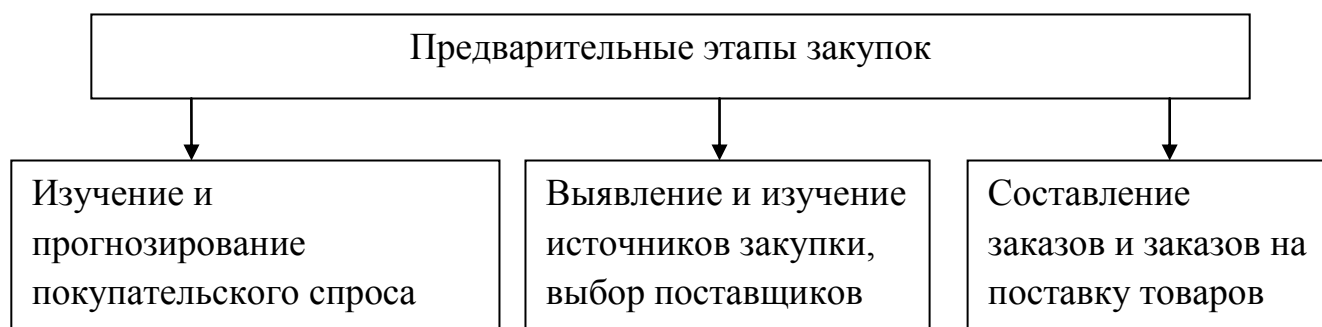 Предварительные этапы закупок
Изучение и
прогнозирование
покупательского спроса
Выявление и изучение
источников закупки,
выбор поставщиков
Составление
заказов и заказов на
поставку товаров